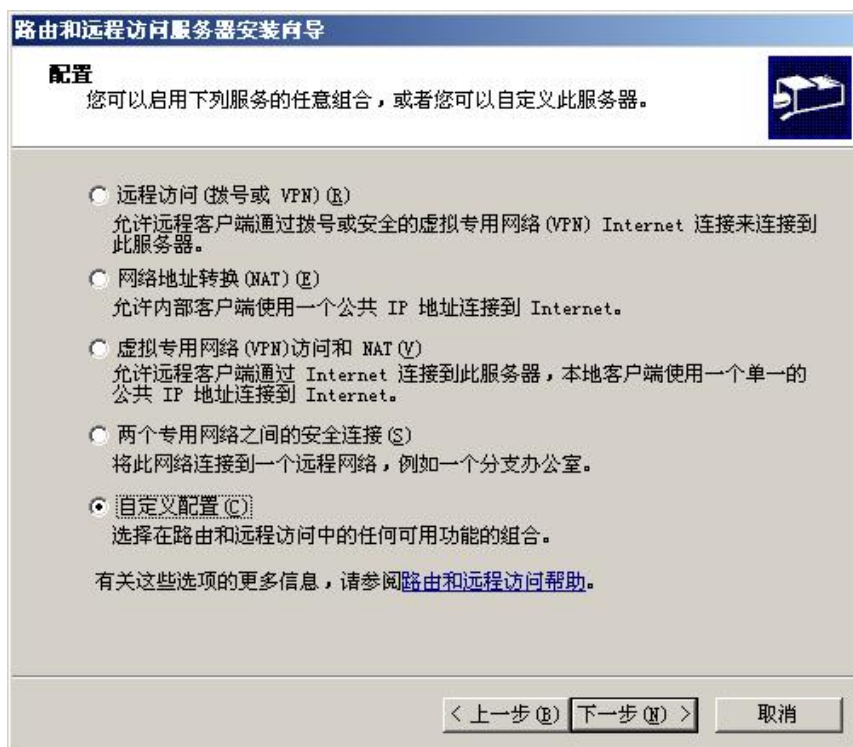 路由和远程访问服务器安装向导
配置
您可以启用下列服务的任意组合，或者您可以自定义此服务器。
远程访问(拨号或 VPN)(R)
允许远程客户端通过拨号或安全的虚拟专用网络(VPN) Internet 连接来连接到
此服务器。
网络地址转换(NAT)(E)
允许内部客户端使用一个公共 IP 地址连接到 Internet。
虚拟专用网络(VPN)访问和 NAT(V)
允许远程客户端通过 Internet 连接到此服务器，本地客户端使用一个单一的
公共 IP 地址连接到 Internet。
两个专用网络之间的安全连接(S)
将此网络连接到一个远程网络，例如一个分支办公室。
自定义配置(C)
选择在路由和远程访问中的任何可用功能的组合。
有关这些选项的更多信息，请参阅路由和远程访问帮助。
< 上一步(B) 下一步(N) > 取消